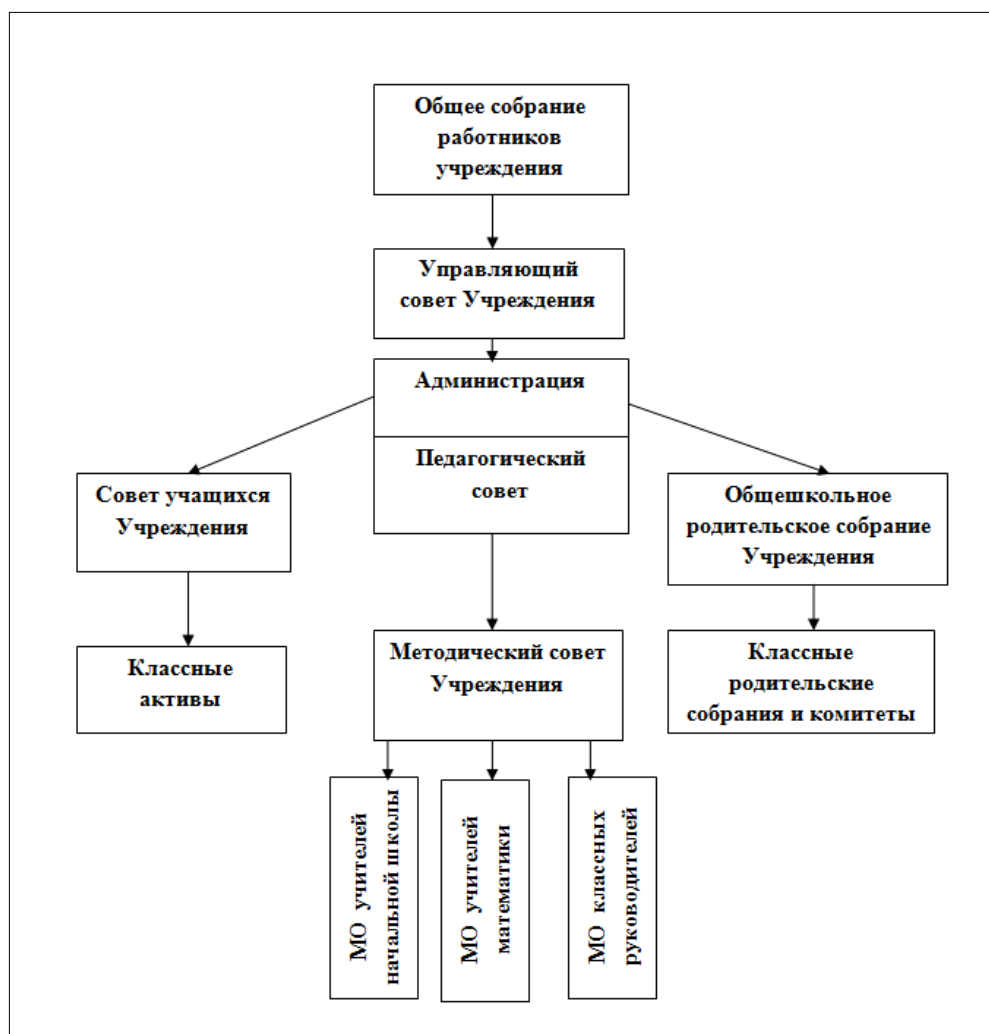 Общее собрание
работников
учреждения
Управляющий
совет Учреждения
Администрация
Педагогический
совет
Совет учащихся
Учреждения
Общешкольное
родительское собрание
Учреждения
Классные
активы
Методический совет
Учреждения
Классные
родительские
собрания и комитеты
МО учителей
начальной школы
МО учителей
математики
МО классных
руководителей